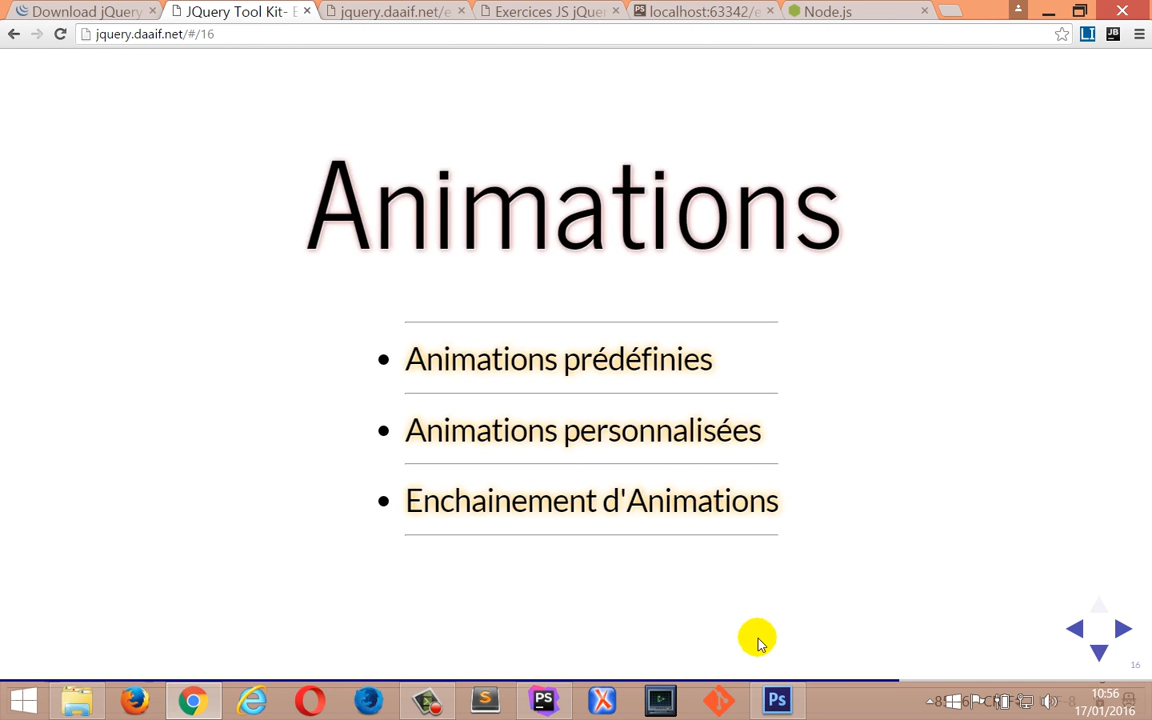 Download jQuery
JQuery Tool Kit- E
jquery.daaif.net/e
Exercices JS jQue
localhost:63342/e
Node.js
jquery.daaif.net/#/16
Animations
Animations prédéfinies
Animations personnalisées
Enchainement d'Animations
16
10:56
17/01/2016